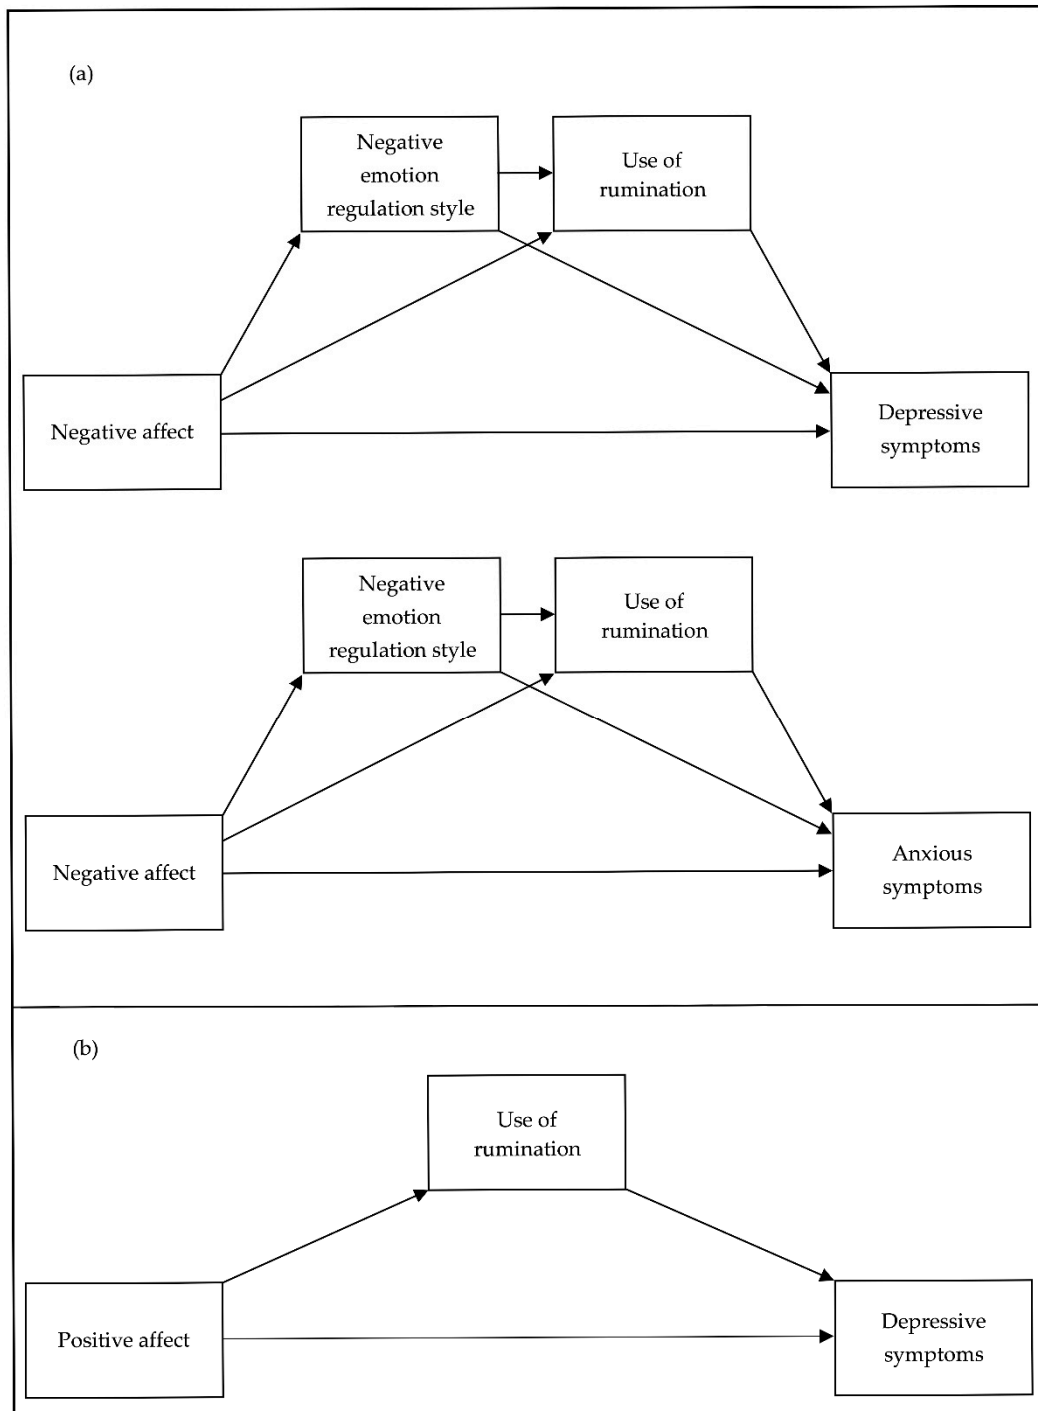 (a)
Negative
emotion
regulation style
Use of
rumination
Negative affect
Depressive
symptoms
Negative
emotion
regulation style
Use of
rumination
Negative affect
Anxious
symptoms
(b)
Use of
rumination
Positive affect
Depressive
symptoms